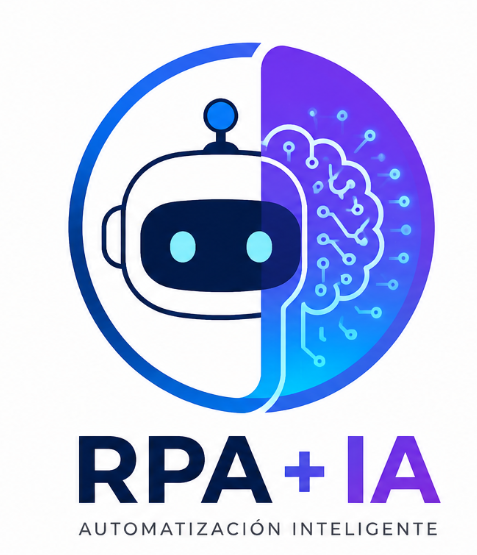 RPA + IA
AUTOMATIZACIÓN INTELIGENTE